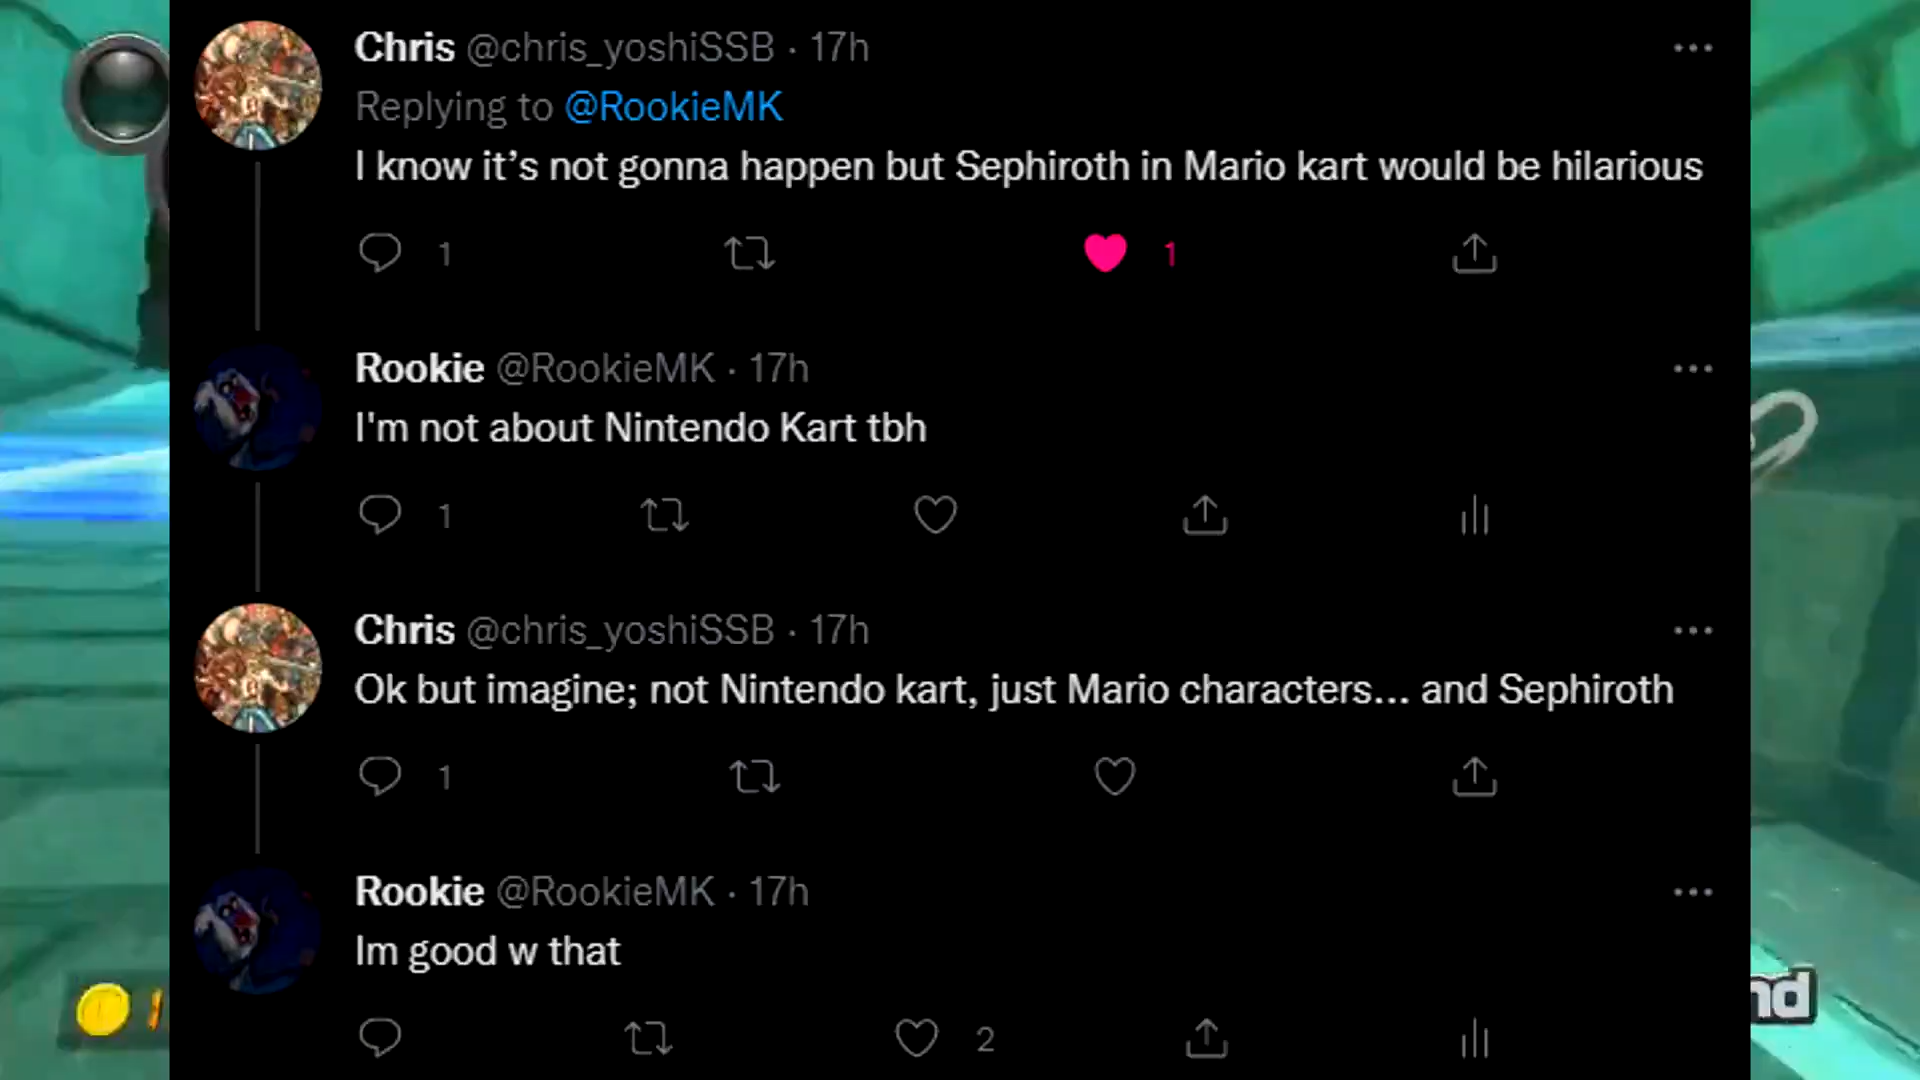 Chris @chris_yoshiSSB · 17h
Replying to @RookieMK
I know it’s not gonna happen but Sephiroth in Mario kart would be hilarious
1 1
Rookie @RookieMK · 17h
I'm not about Nintendo Kart tbh
1
Chris @chris_yoshiSSB · 17h
Ok but imagine; not Nintendo kart, just Mario characters... and Sephiroth
1
Rookie @RookieMK · 17h
Im good w that
2
nd